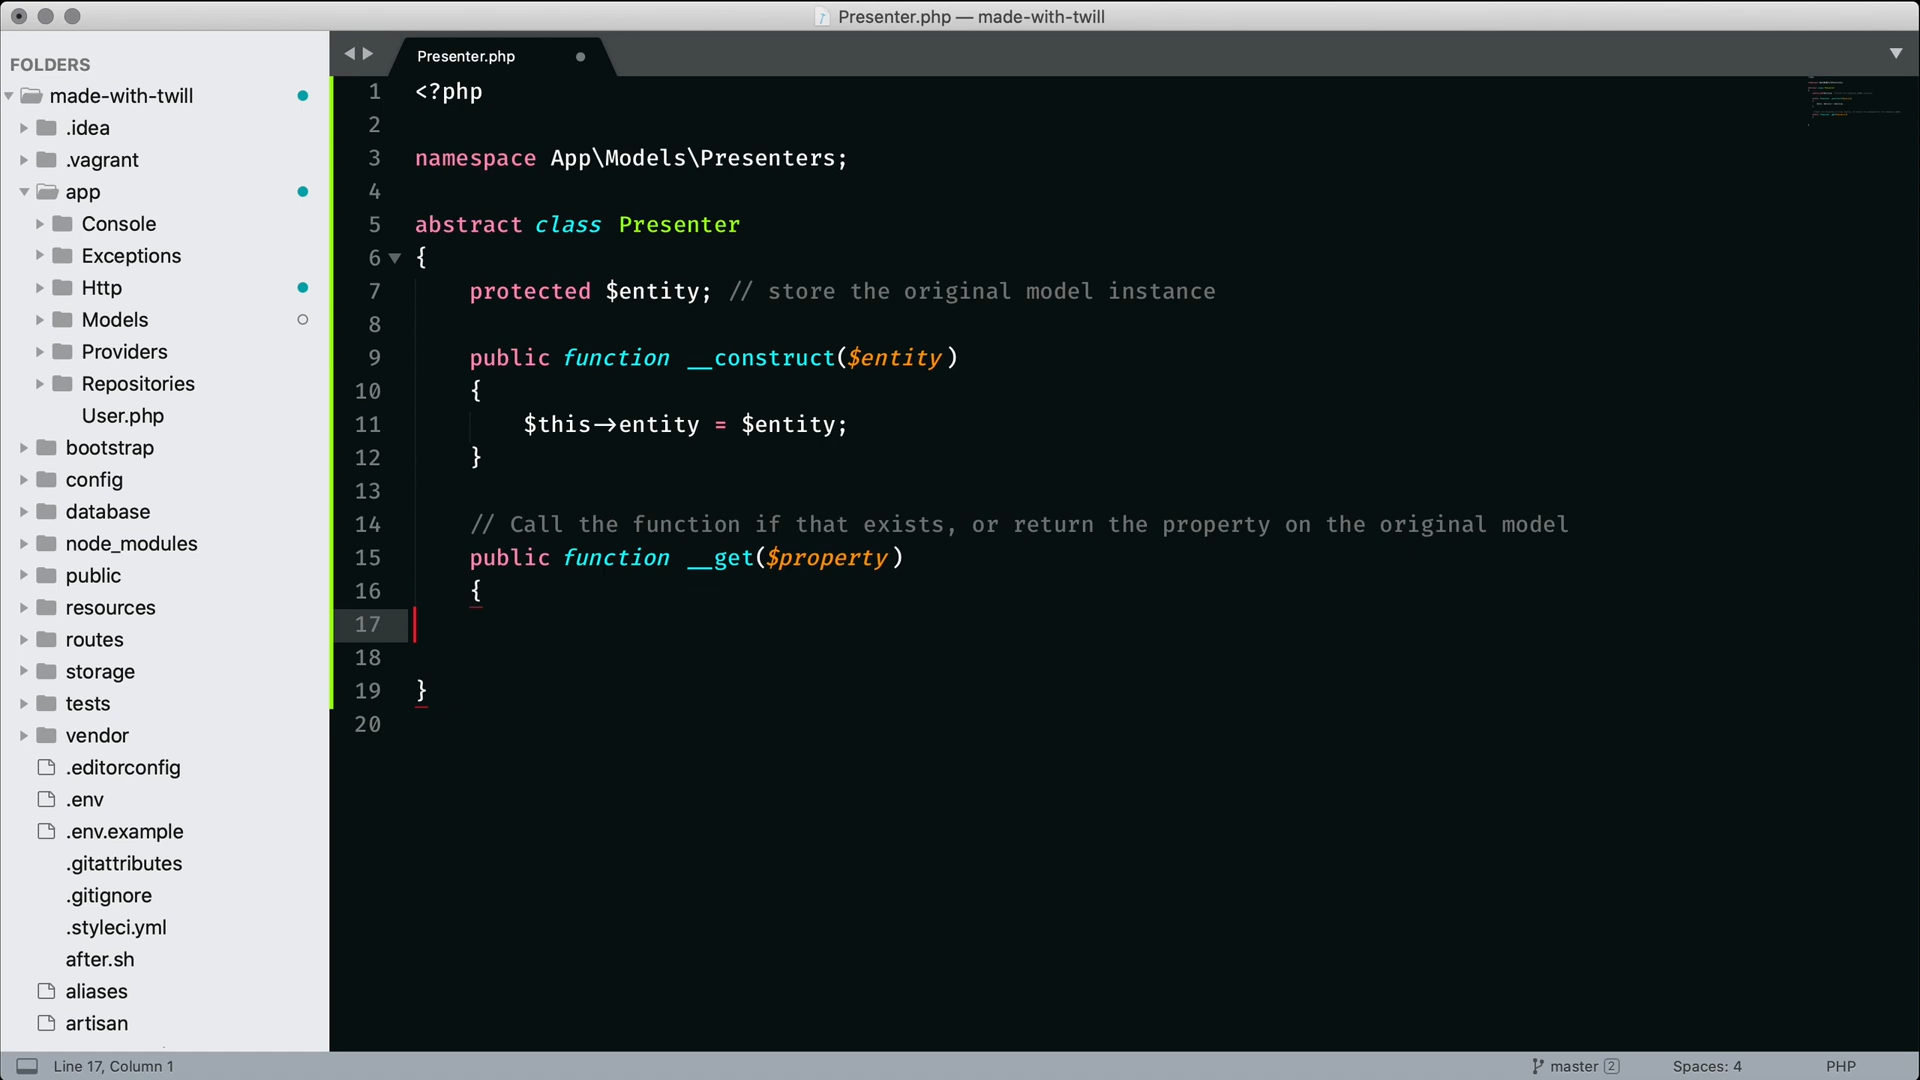 Presenter.php — made-with-twill
FOLDERS
made-with-twill
.idea
.vagrant
app
Console
Exceptions
Http
Models
Providers
Repositories
User.php
bootstrap
config
database
node_modules
public
resources
routes
storage
tests
vendor
.editorconfig
.env
.env.example
.gitattributes
.gitignore
.styleci.yml
after.sh
aliases
artisan
Presenter.php
1 <?php
2
3 namespace App\Models\Presenters;
4
5 abstract class Presenter
6 {
7 protected $entity; // store the original model instance
8
9 public function __construct($entity)
10 {
11 $this->entity = $entity;
12 }
13
14 // Call the function if that exists, or return the property on the original model
15 public function __get($property)
16 {
17
18
19 }
20
Line 17, Column 1
master 2
Spaces: 4
PHP